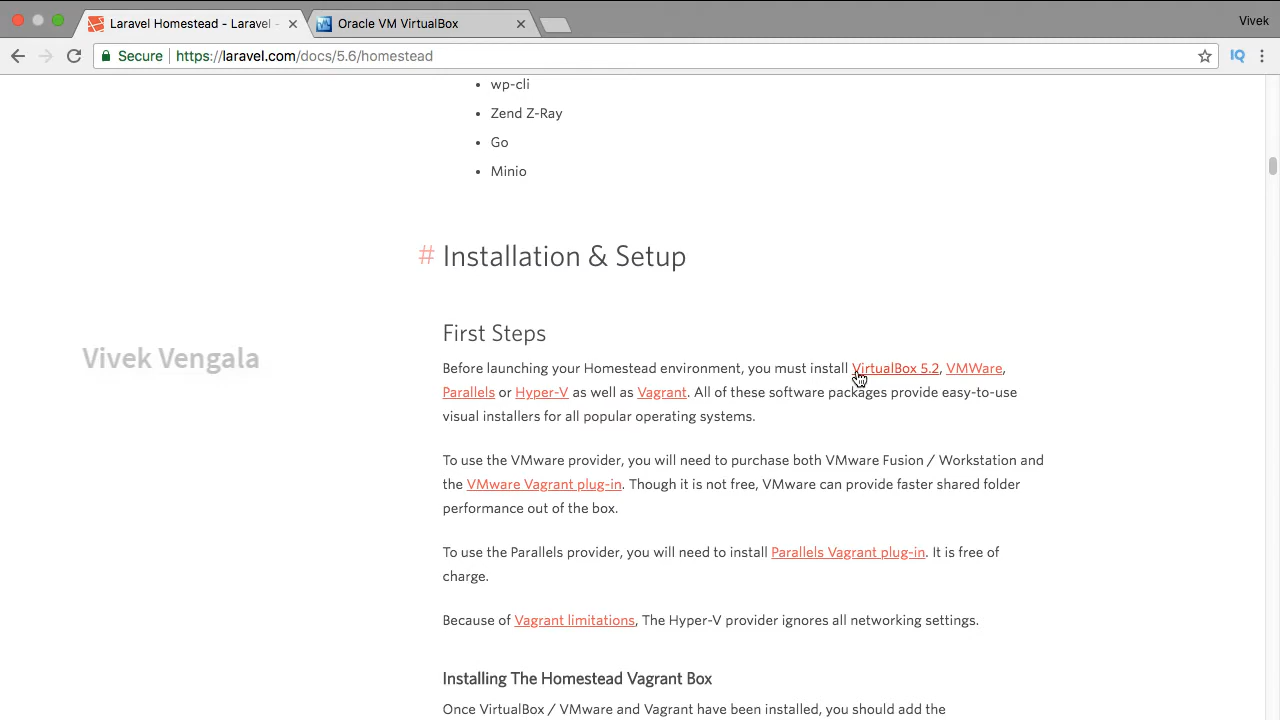 Laravel Homestead - Laravel -
Oracle VM VirtualBox
Vivek
Secure
https://laravel.com/docs/5.6/homestead
IQ
• wp-cli
• Zend Z-Ray
• Go
• Minio
# Installation & Setup
First Steps
Vivek Vengala
Before launching your Homestead environment, you must install VirtualBox 5.2, VMWare,
Parallels or Hyper-V as well as Vagrant. All of these software packages provide easy-to-use
visual installers for all popular operating systems.
To use the VMware provider, you will need to purchase both VMware Fusion / Workstation and
the VMware Vagrant plug-in. Though it is not free, VMware can provide faster shared folder
performance out of the box.
To use the Parallels provider, you will need to install Parallels Vagrant plug-in. It is free of
charge.
Because of Vagrant limitations, The Hyper-V provider ignores all networking settings.
Installing The Homestead Vagrant Box
Once VirtualBox / VMware and Vagrant have been installed, you should add the